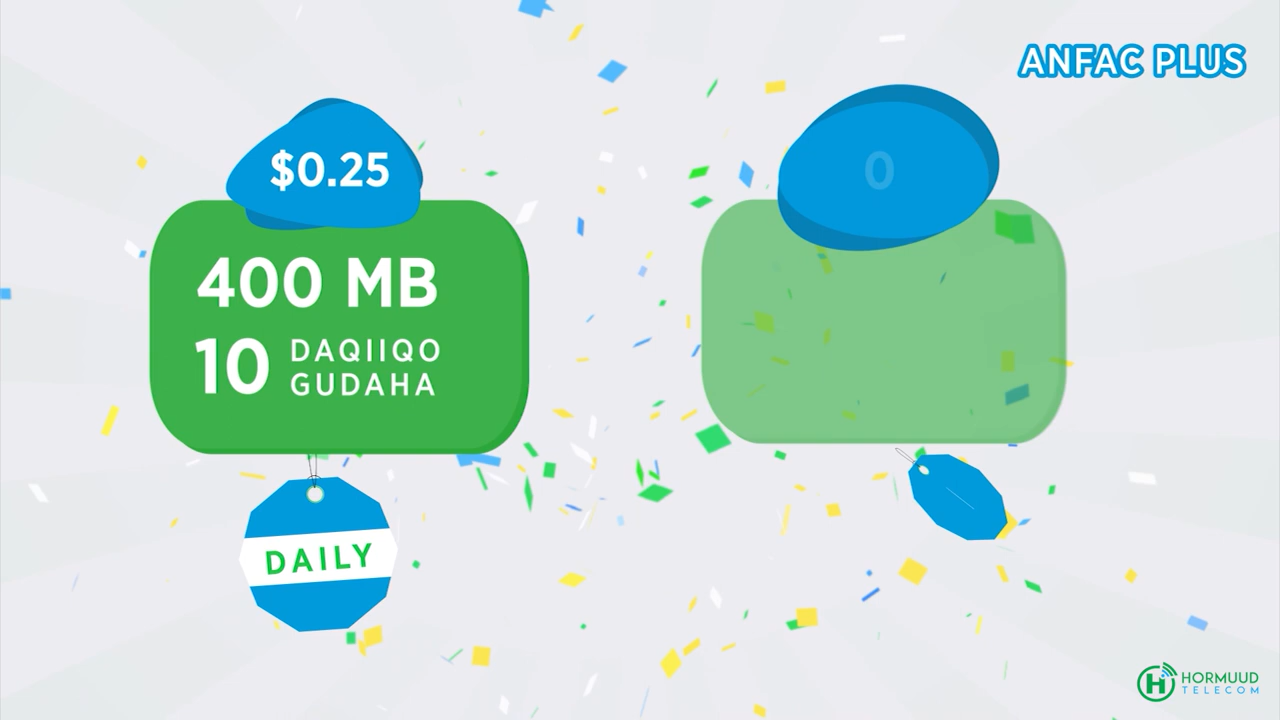 ANFAC PLUS
$0.25
400 MB
10 DAQIIQO
GUDAHA
DAILY
0
HORMUUD
TELECOM